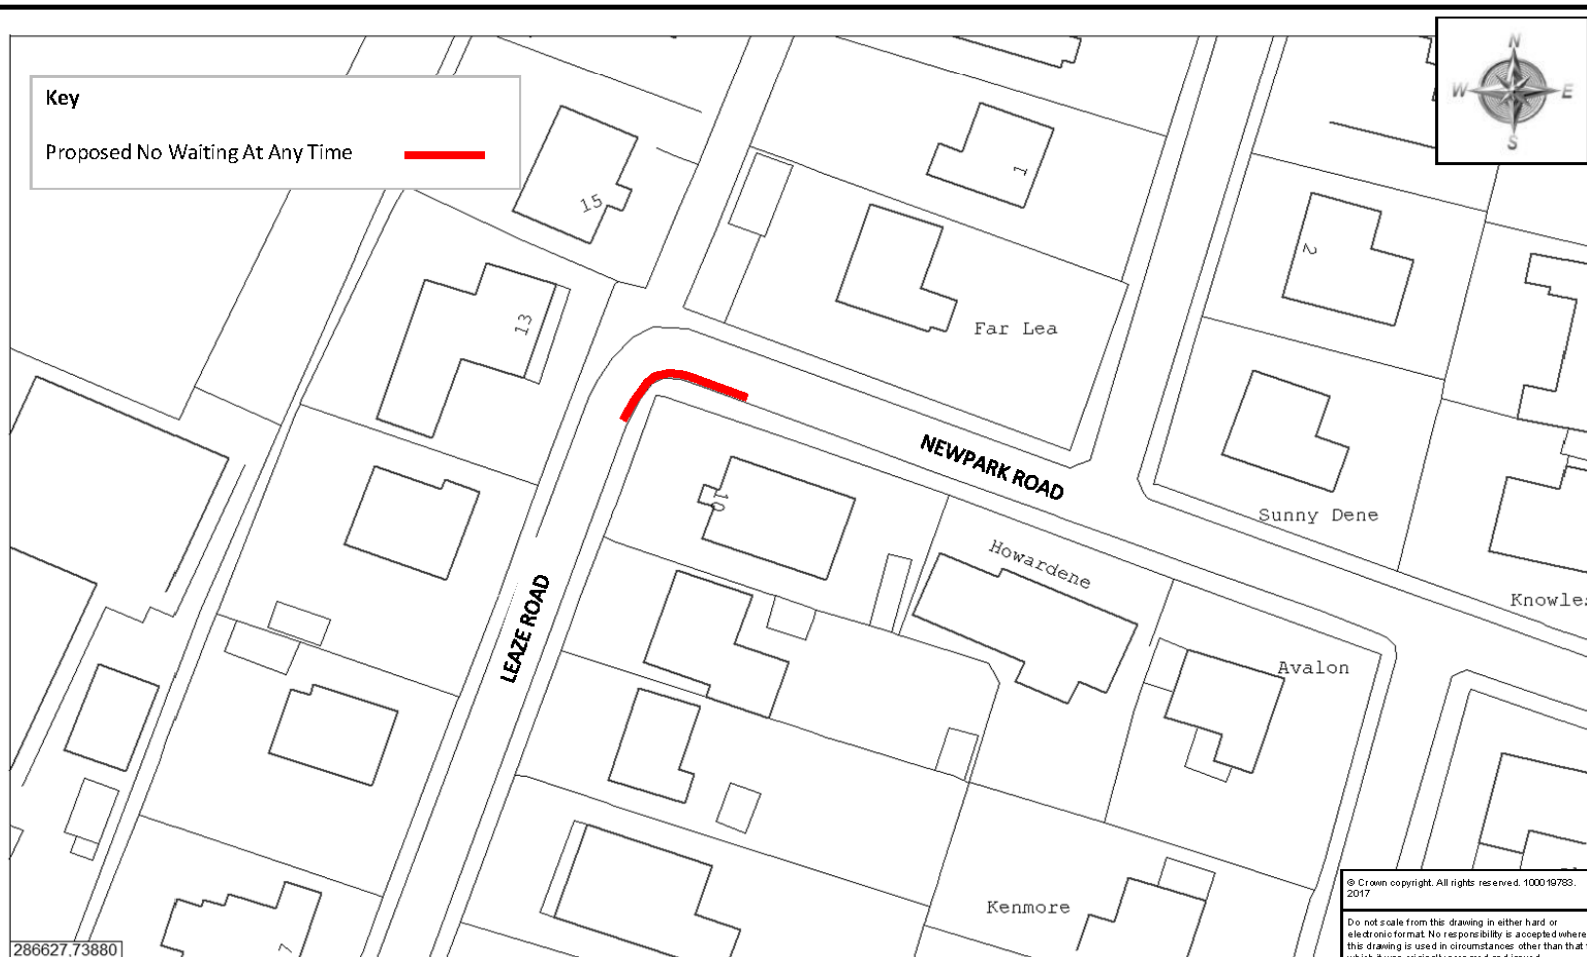 Key
Proposed No Waiting At Any Time
N
W
E
S
15
1
2
13
Far Lea
NEWPARK ROAD
10
Sunny Dene
Howardene
LEAZE ROAD
Avalon
Kenmore
7
© Crown copyright. All rights reserved. 100019783.
2017
Do not scale from this drawing in either hard or
electronic format. No responsibility is accepted where
this drawing is used in circumstances other than that
286627,73880